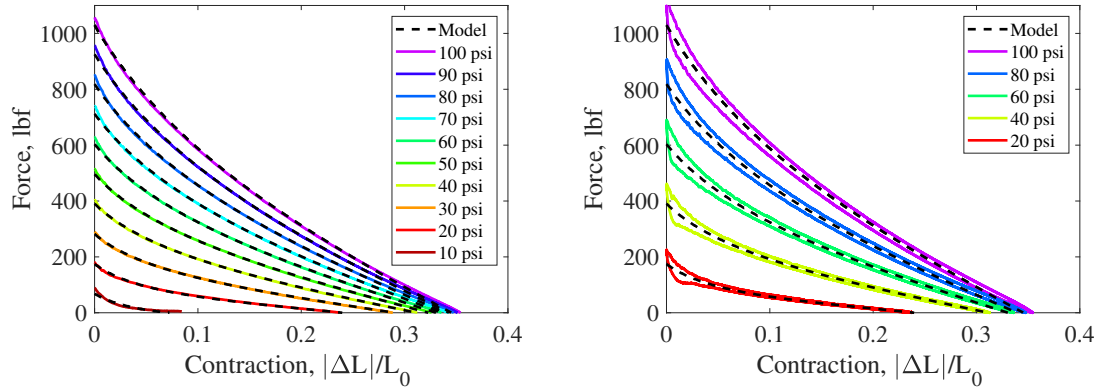 Force, lbf
1000
800
600
400
200
0
0
0.1
0.2
0.3
0.4
Contraction, |ΔL|/L0
Model
100 psi
90 psi
80 psi
70 psi
60 psi
50 psi
40 psi
30 psi
20 psi
10 psi
Force, lbf
1000
800
600
400
200
0
0
0.1
0.2
0.3
0.4
Contraction, |ΔL|/L0
Model
100 psi
80 psi
60 psi
40 psi
20 psi